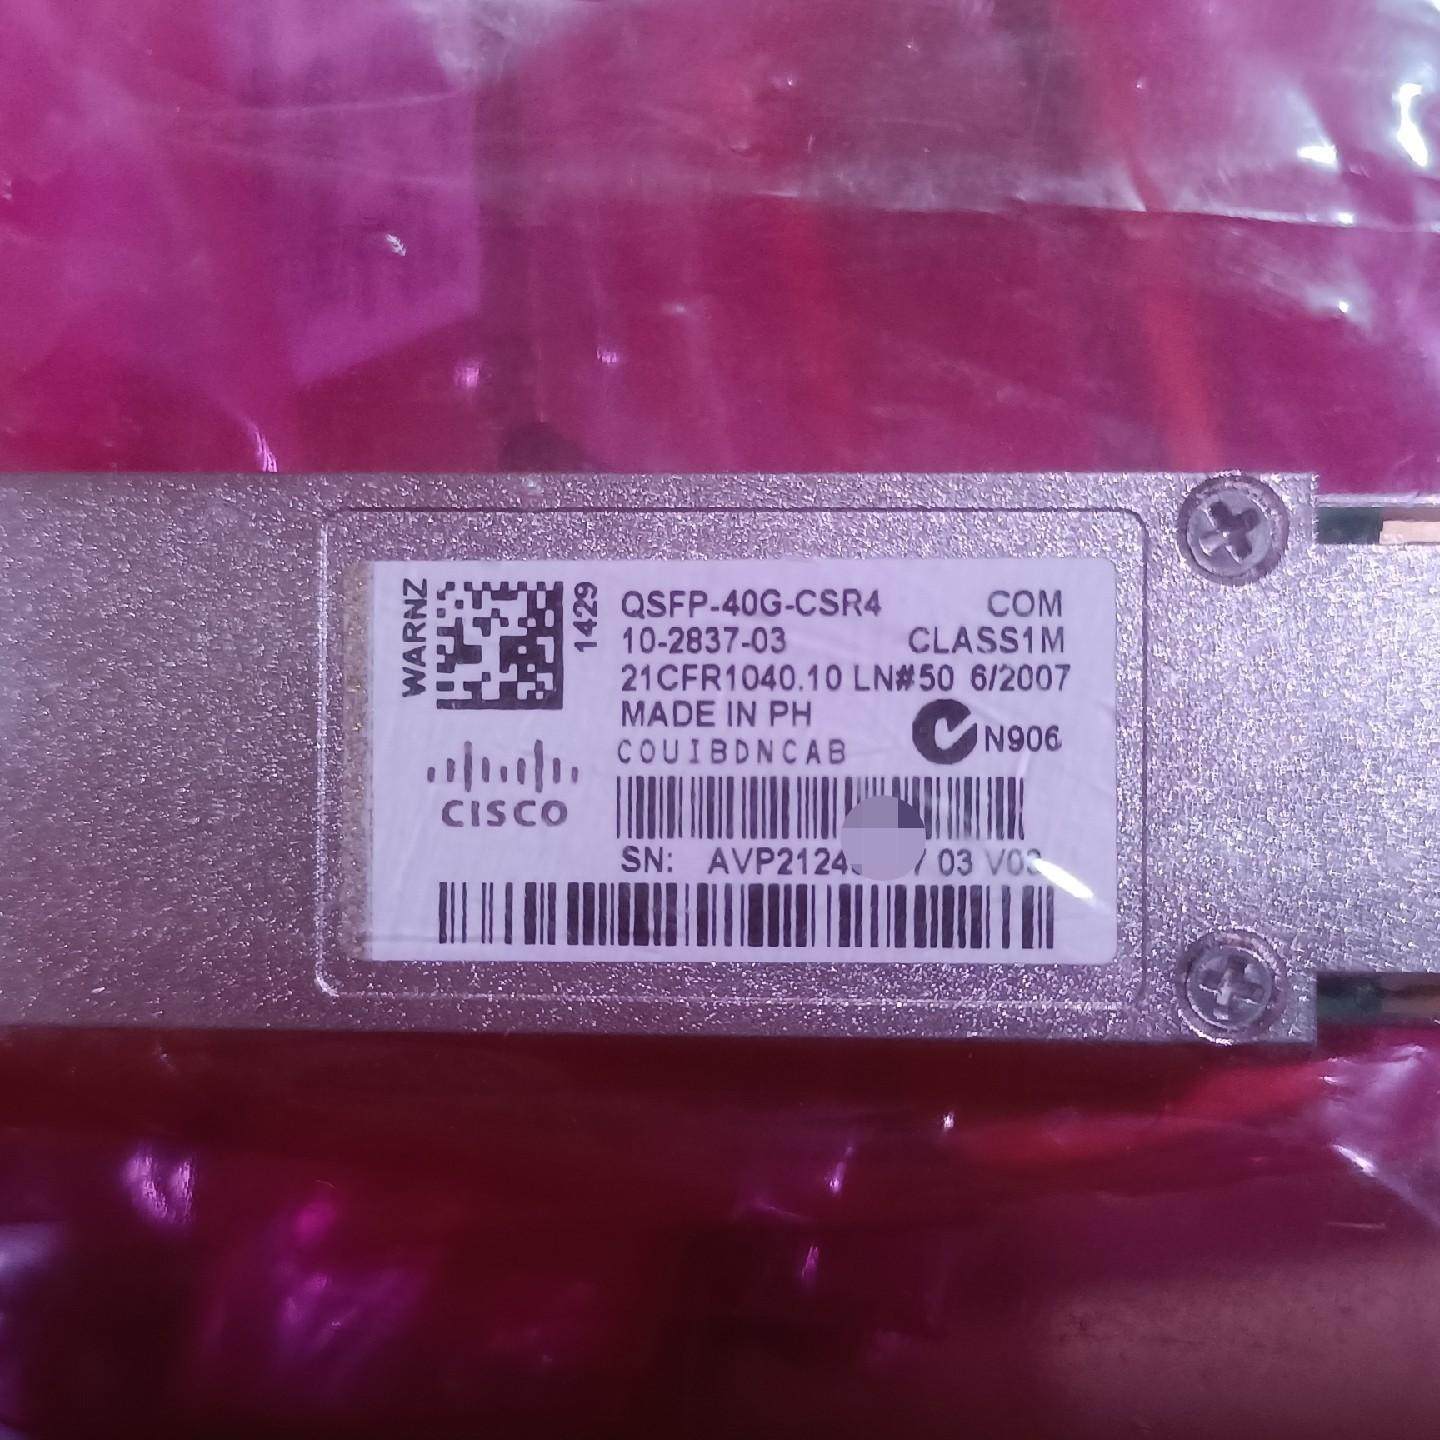 WARNZ
1429
QSFP-40G-CSR4 COM
10-2837-03 CLASS1M
21CFR1040.10 LN#50 6/2007
MADE IN PH
COUIBDNCAB N906
CISCO
SN: 03